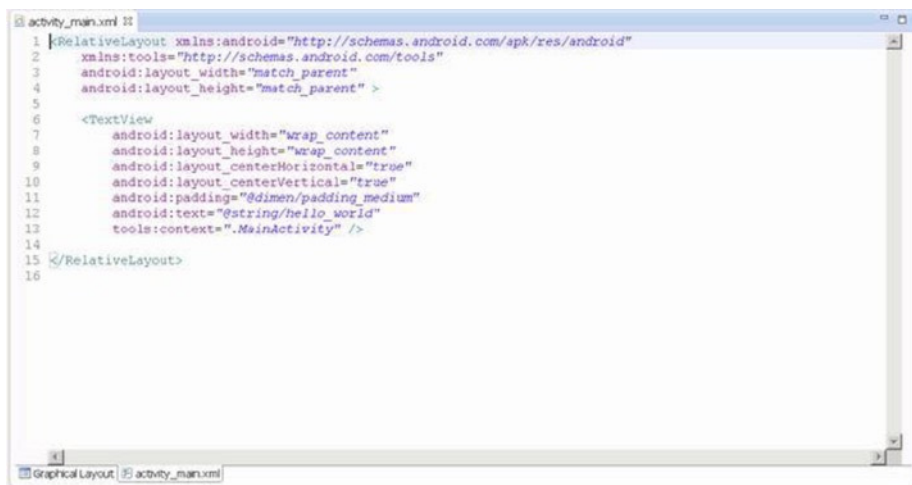 activity_main.xml
1 <RelativeLayout xmlns:android="http://schemas.android.com/apk/res/android"
2 xmlns:tools="http://schemas.android.com/tools"
3 android:layout_width="match_parent"
4 android:layout_height="match_parent" >
5
6 <TextView
7 android:layout_width="wrap_content"
8 android:layout_height="wrap_content"
9 android:layout_centerHorizontal="true"
10 android:layout_centerVertical="true"
11 android:padding="@dimen/padding_medium"
12 android:text="@string/hello_world"
13 tools:context=".MainActivity" />
14
15 </RelativeLayout>
16
Graphical Layout activity_main.xml